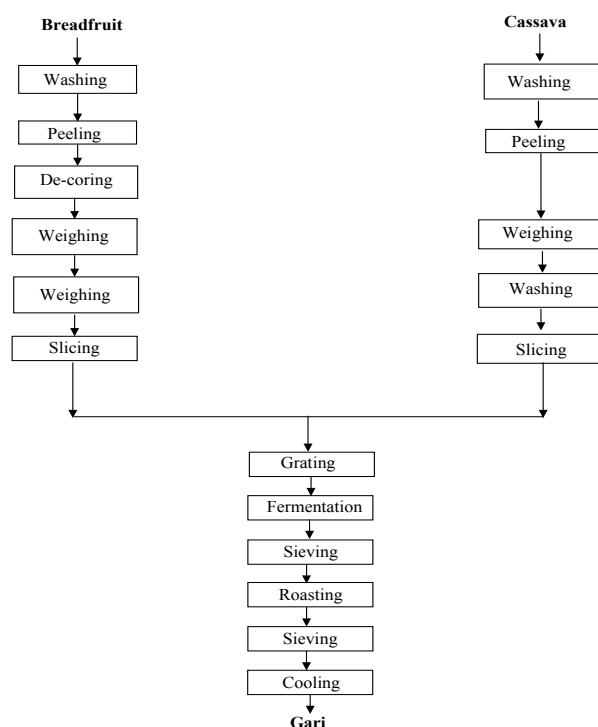 Breadfruit
Washing
Peeling
De-coring
Weighing
Weighing
Slicing
Cassava
Washing
Peeling
Weighing
Washing
Slicing
Grating
Fermentation
Sieving
Roasting
Sieving
Cooling
Gari